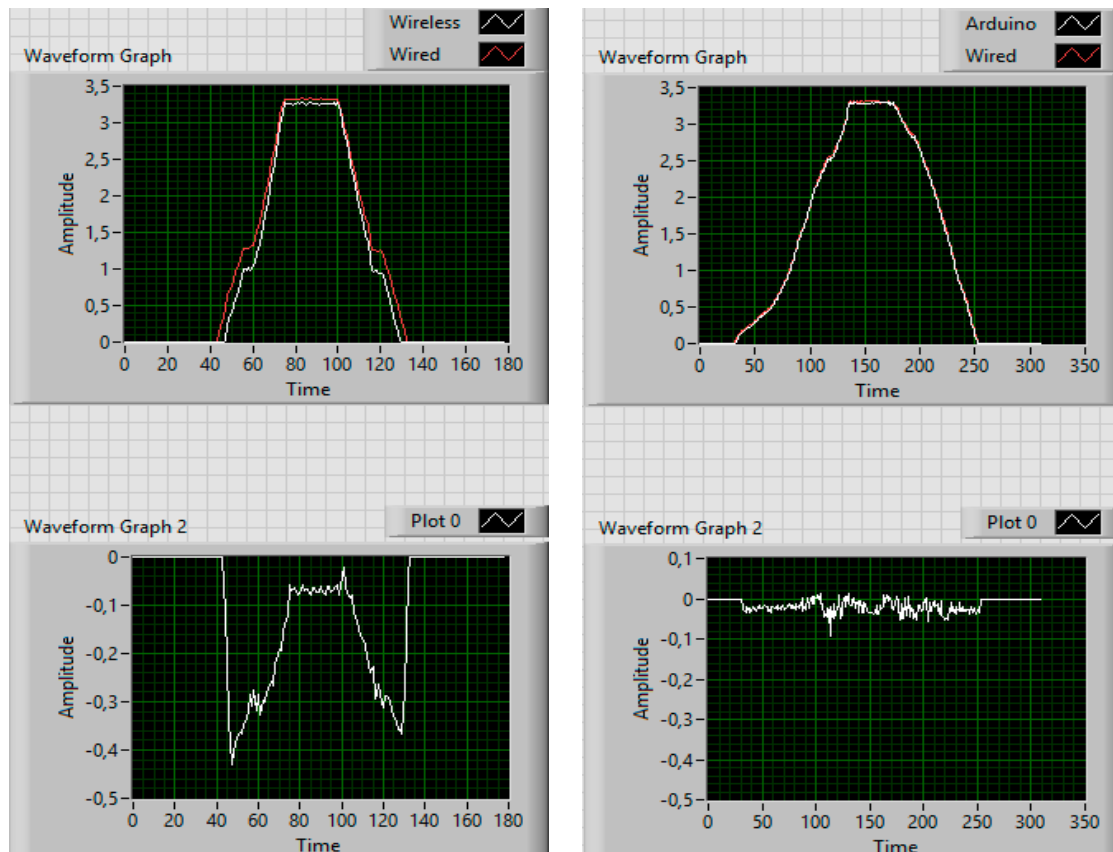 Wireless
Waveform Graph Wired
3,5
3
2,5
2
1,5
1
0,5
0
Amplitude
0 20 40 60 80 100 120 140 160 180
Time
Arduino
Waveform Graph Wired
3,5
3
2,5
2
1,5
1
0,5
0
Amplitude
0 50 100 150 200 250 300 350
Time
Waveform Graph 2 Plot 0
0
-0,1
-0,2
-0,3
-0,4
-0,5
Amplitude
0 20 40 60 80 100 120 140 160 180
Time
Waveform Graph 2 Plot 0
0,1
0
-0,1
-0,2
-0,3
-0,4
-0,5
Amplitude
0 50 100 150 200 250 300 350
Time